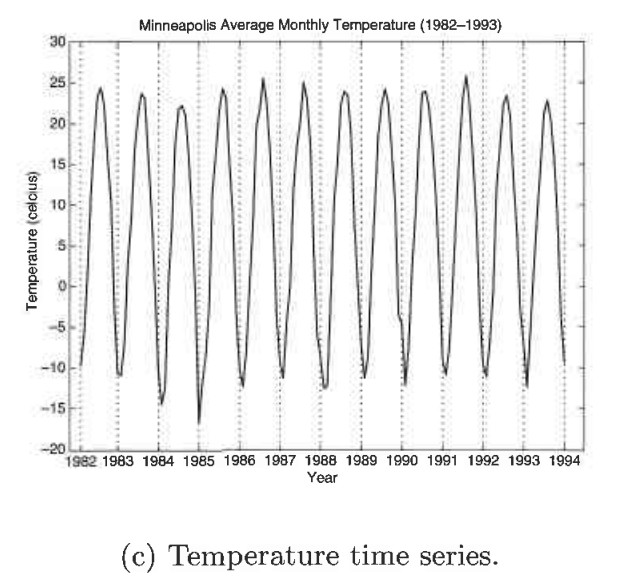 Minneapolis Average Monthly Temperature (1982–1993)
30
25
20
15
10
5
0
−5
−10
−15
−20
Temperature (celcius)
1982 1983 1984 1985 1986 1987 1988 1989 1990 1991 1992 1993 1994
Year
(c) Temperature time series.